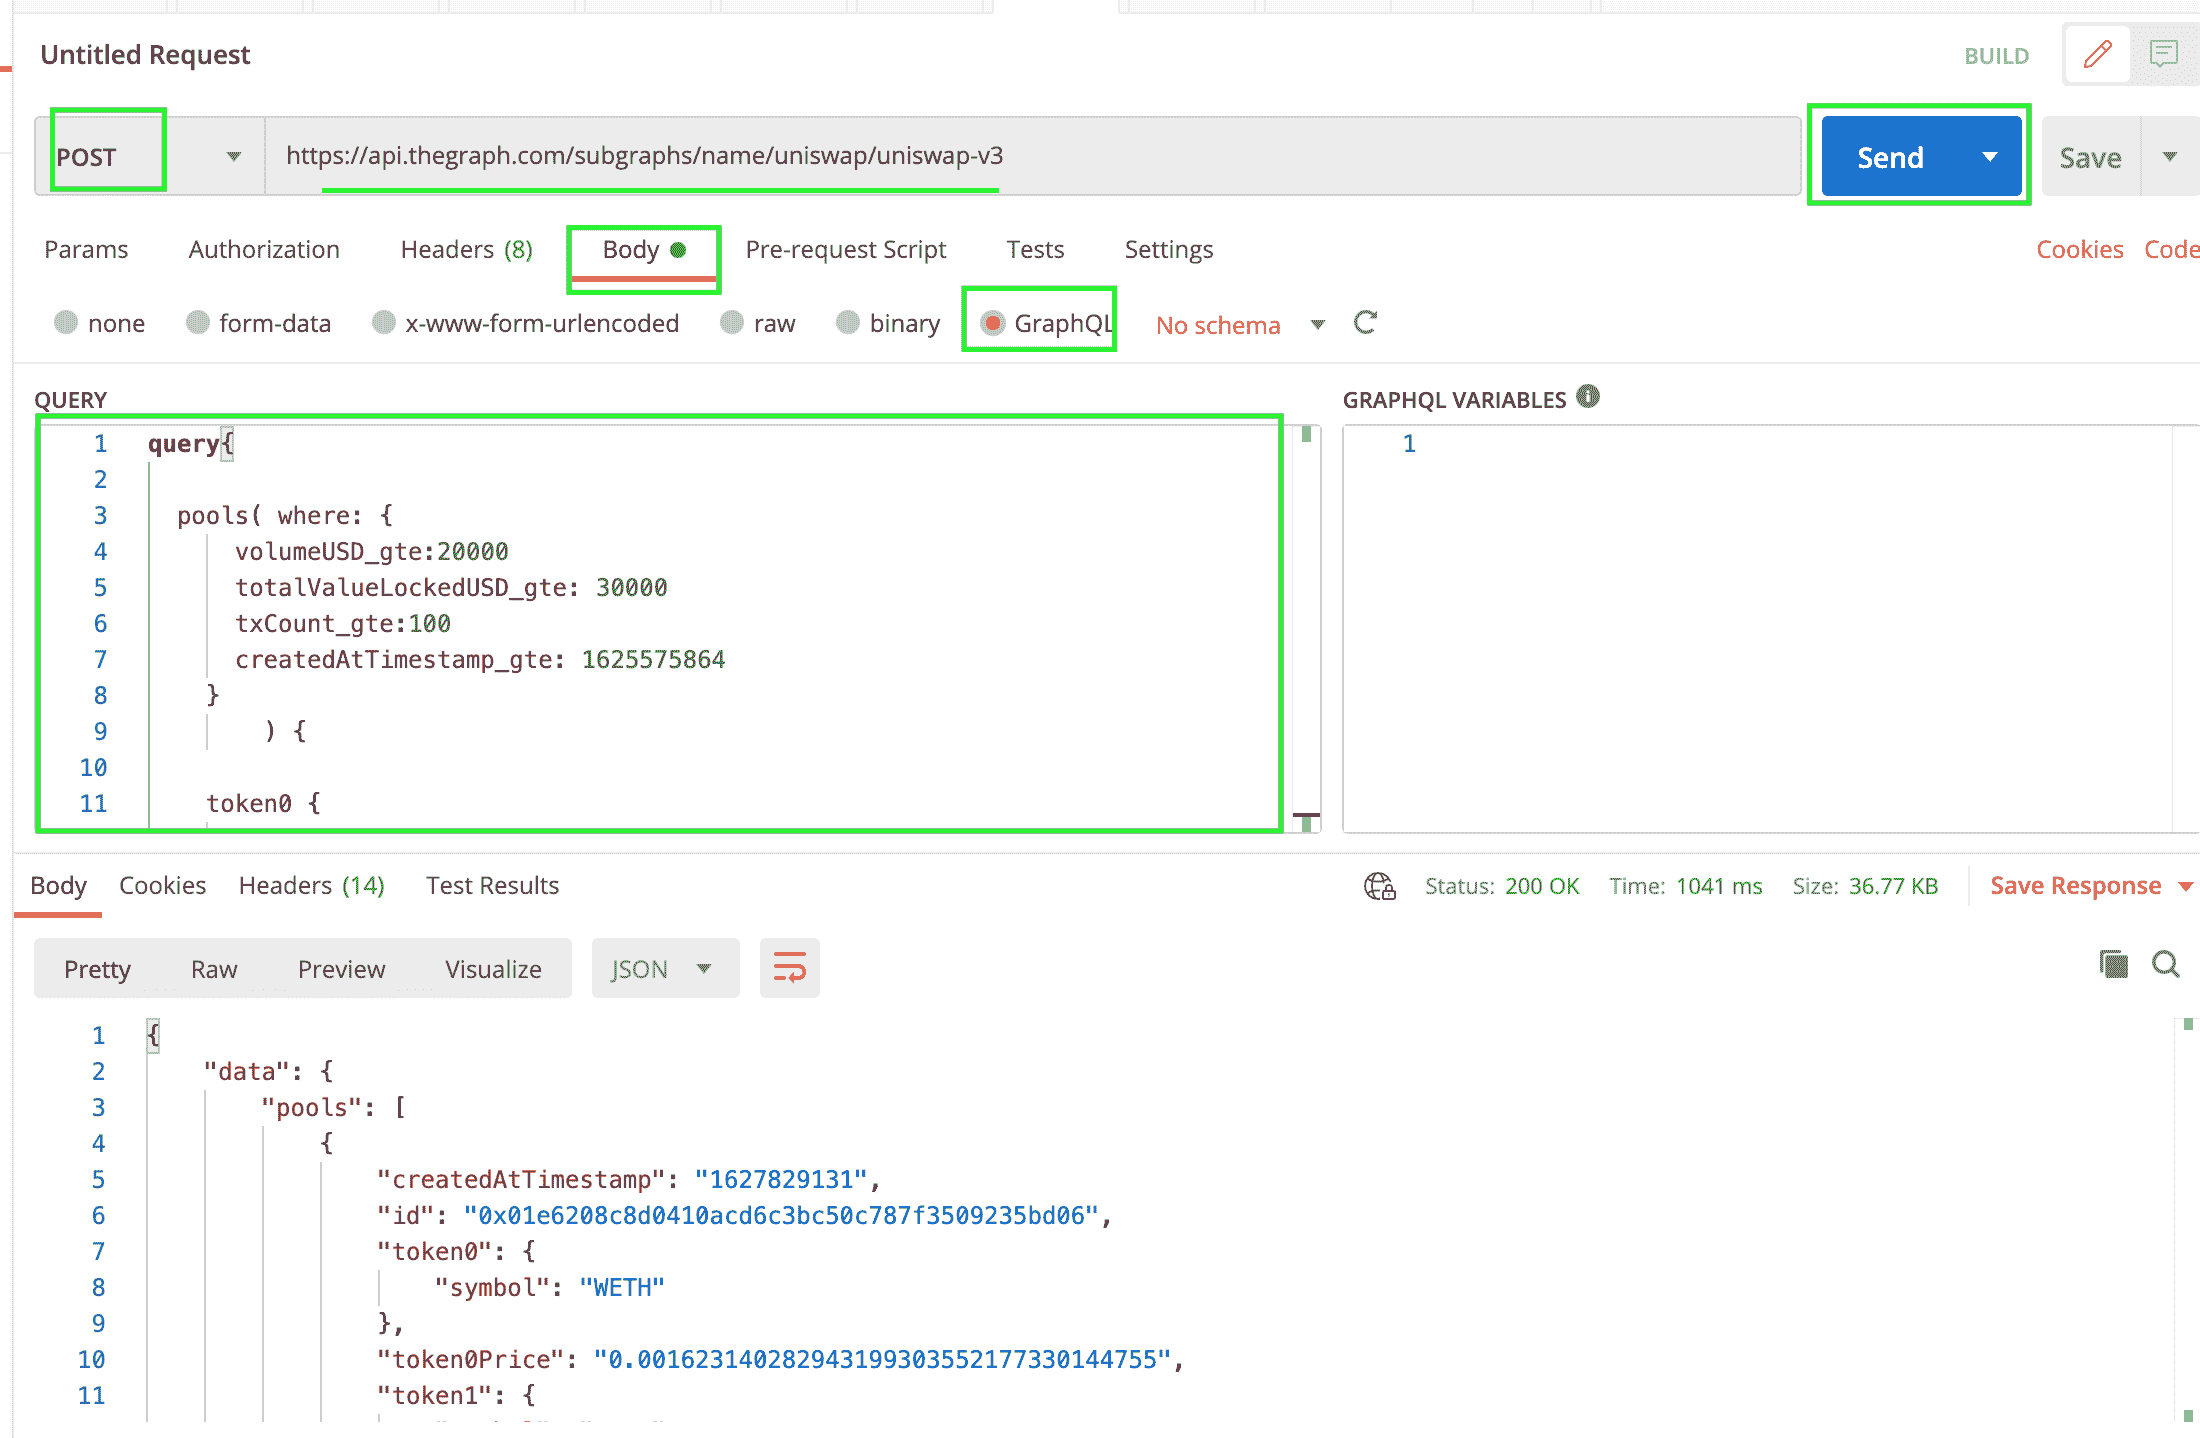 Untitled Request
BUILD
POST
https://api.thegraph.com/subgraphs/name/uniswap/uniswap-v3
Send
Save
Params
Authorization
Headers (8)
Body
Pre-request Script
Tests
Settings
Cookies
Code
none
form-data
x-www-form-urlencoded
raw
binary
GraphQL
No schema
QUERY
GRAPHQL VARIABLES
1 query{
2
3 pools( where: {
4 volumeUSD_gte:20000
5 totalValueLockedUSD_gte: 30000
6 txCount_gte:100
7 createdAtTimestamp_gte: 1625575864
8 }
9 ) {
10
11 token0 {
1
Body
Cookies
Headers (14)
Test Results
Status: 200 OK
Time: 1041 ms
Size: 36.77 KB
Save Response
Pretty
Raw
Preview
Visualize
JSON
1 {
2 "data": {
3 "pools": [
4 {
5 "createdAtTimestamp": "1627829131",
6 "id": "0x01e6208c8d0410acd6c3bc50c787f3509235bd06",
7 "token0": {
8 "symbol": "WETH"
9 },
10 "token0Price": "0.001623140282943199303552177330144755",
11 "token1": {